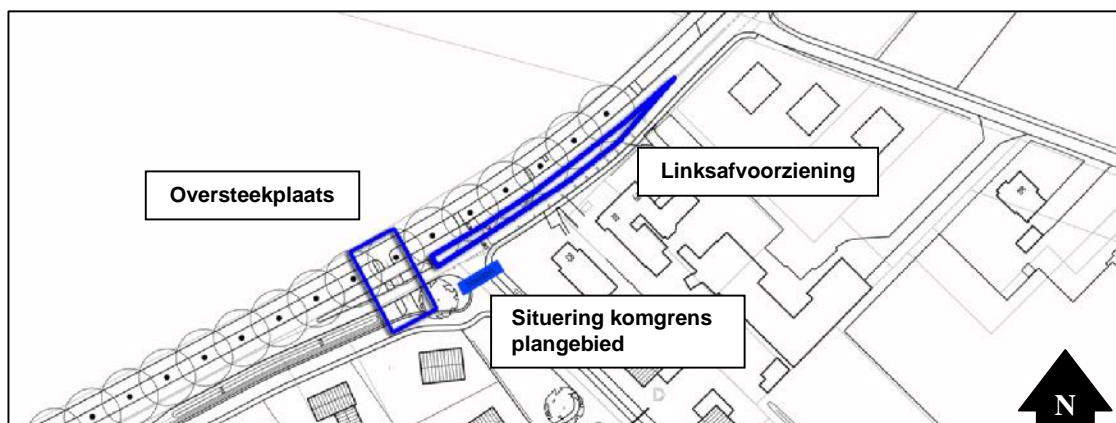 Oversteekplaats
Linksafvoorziening
Situering komgrens
plangebied
N